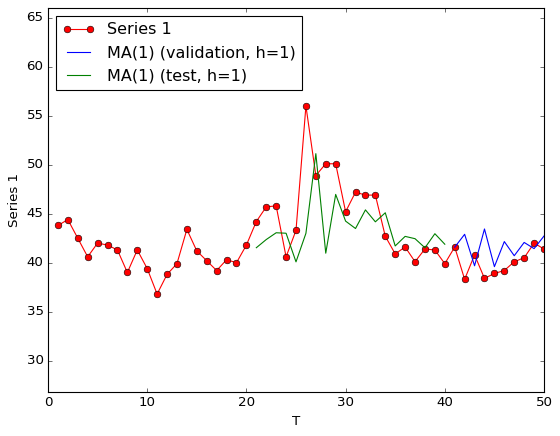 65
60
55
50
45
40
35
30
Series 1
Series 1
MA(1) (validation, h=1)
MA(1) (test, h=1)
0
10
20
30
40
50
T